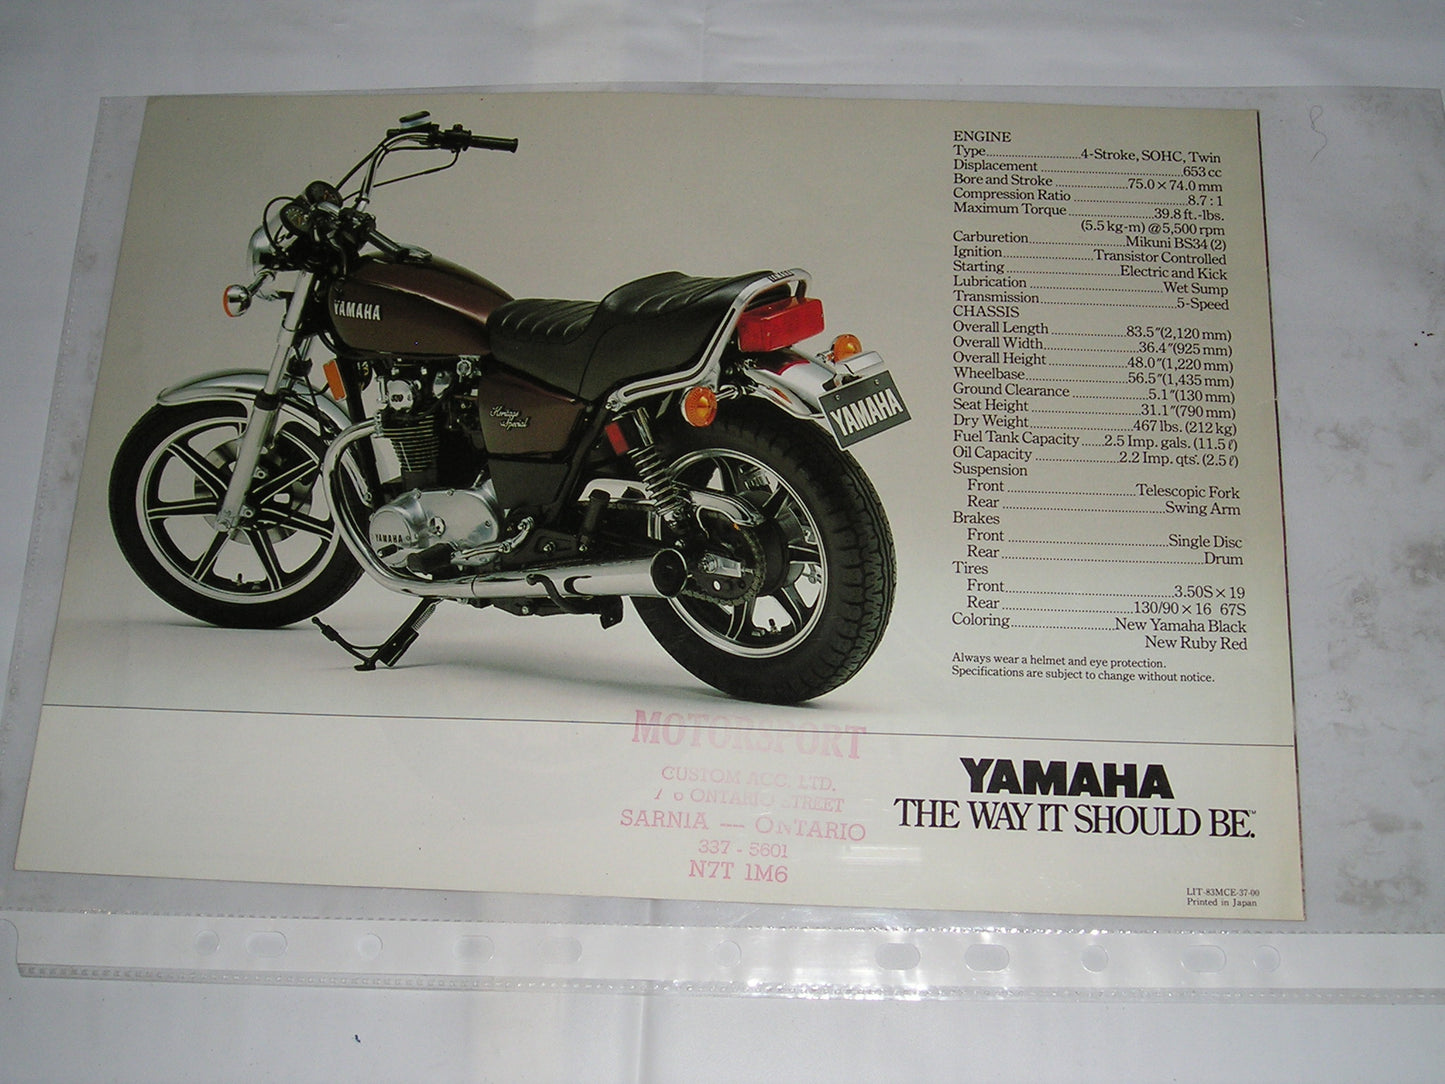 YAMAHA
Heritage
Special
YAMAHA
YAMAHA
ENGINE
Type..............................4-Stroke, SOHC, Twin
Displacement..............................653 cc
Bore and Stroke....................75.0 × 74.0 mm
Compression Ratio..............................8.7 : 1
Maximum Torque.........................39.8 ft.-lbs.
(5.5 kg-m) @ 5,500 rpm
Carburetion..............................Mikuni BS34 (2)
Ignition..............................Transistor Controlled
Starting..............................Electric and Kick
Lubrication..............................Wet Sump
Transmission..............................5-Speed
CHASSIS
Overall Length....................83.5″(2,120 mm)
Overall Width.........................36.4″(925 mm)
Overall Height....................48.0″(1,220 mm)
Wheelbase.........................56.5″(1,435 mm)
Ground Clearance....................5.1″(130 mm)
Seat Height.........................31.1″(790 mm)
Dry Weight.........................467 lbs. (212 kg)
Fuel Tank Capacity......2.5 Imp. gals. (11.5 ℓ)
Oil Capacity....................2.2 Imp. qts. (2.5 ℓ)
Suspension
Front..............................Telescopic Fork
Rear..............................Swing Arm
Brakes
Front..............................Single Disc
Rear..............................Drum
Tires
Front..............................3.50S × 19
Rear..............................130/90 × 16 67S
Coloring..............................New Yamaha Black
New Ruby Red
Always wear a helmet and eye protection.
Specifications are subject to change without notice.
MOTORSPORT
CUSTOM ACC. LTD.
ONTARIO STREET
SARNIA --- ONTARIO
337 - 5601
N7T 1M6
YAMAHA
THE WAY IT SHOULD BE.™
LIT-83MCE-37-00
Printed in Japan